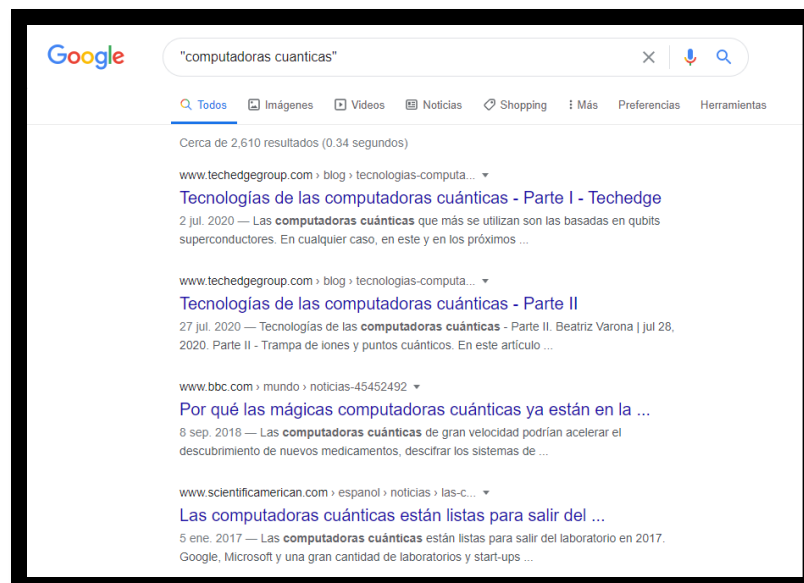 Google
"computadoras cuanticas"
Todos Imágenes Videos Noticias Shopping Más Preferencias Herramientas
Cerca de 2,610 resultados (0.34 segundos)
www.techedgegroup.com › blog › tecnologias-computa...
Tecnologías de las computadoras cuánticas - Parte I - Techedge
2 jul. 2020 — Las computadoras cuánticas que más se utilizan son las basadas en qubits
superconductores. En cualquier caso, en este y en los próximos ...
www.techedgegroup.com › blog › tecnologias-computa...
Tecnologías de las computadoras cuánticas - Parte II
27 jul. 2020 — Tecnologías de las computadoras cuánticas - Parte II. Beatriz Varona | jul 28,
2020. Parte II - Trampa de iones y puntos cuánticos. En este artículo ...
www.bbc.com › mundo › noticias-45452492
Por qué las mágicas computadoras cuánticas ya están en la ...
8 sep. 2018 — Las computadoras cuánticas de gran velocidad podrían acelerar el
descubrimiento de nuevos medicamentos, descifrar los sistemas de ...
www.scientificamerican.com › espanol › noticias › las-c...
Las computadoras cuánticas están listas para salir del ...
5 ene. 2017 — Las computadoras cuánticas están listas para salir del laboratorio en 2017.
Google, Microsoft y una gran cantidad de laboratorios y start-ups ...